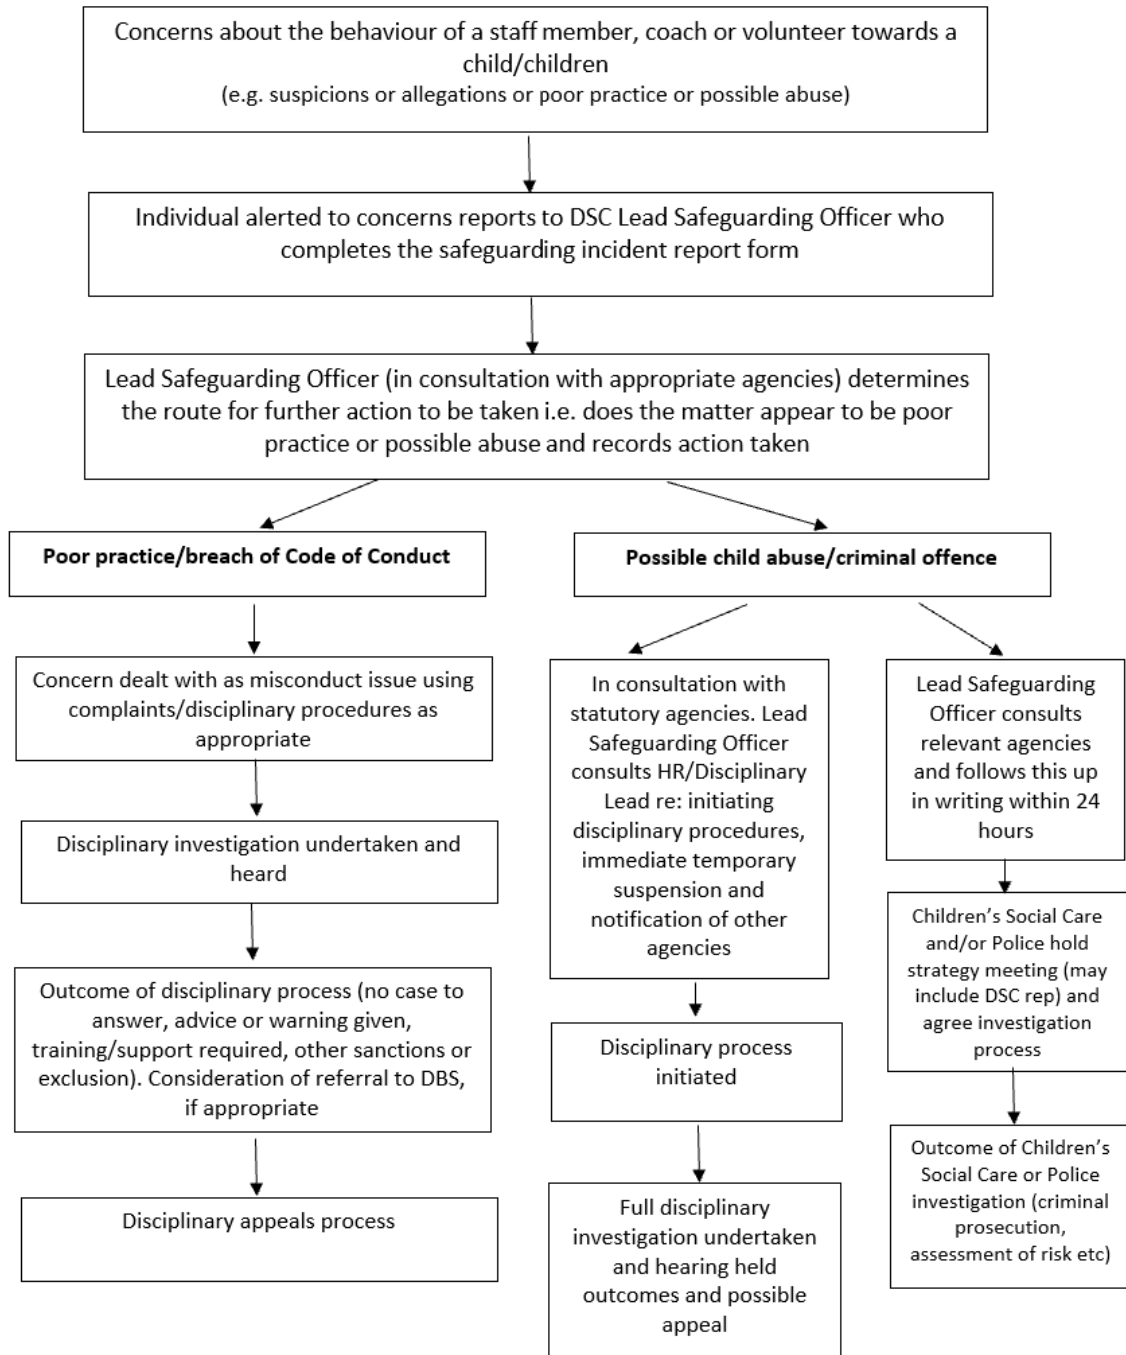 Concerns about the behaviour of a staff member, coach or volunteer towards a
child/children
(e.g. suspicions or allegations or poor practice or possible abuse)
Individual alerted to concerns reports to DSC Lead Safeguarding Officer who
completes the safeguarding incident report form
Lead Safeguarding Officer (in consultation with appropriate agencies) determines
the route for further action to be taken i.e. does the matter appear to be poor
practice or possible abuse and records action taken
Poor practice/breach of Code of Conduct
Concern dealt with as misconduct issue using
complaints/disciplinary procedures as
appropriate
Disciplinary investigation undertaken and
heard
Outcome of disciplinary process (no case to
answer, advice or warning given,
training/support required, other sanctions or
exclusion). Consideration of referral to DBS,
if appropriate
Disciplinary appeals process
Possible child abuse/criminal offence
In consultation with
statutory agencies. Lead
Safeguarding Officer
consults HR/Disciplinary
Lead re: initiating
disciplinary procedures,
immediate temporary
suspension and
notification of other
agencies
Disciplinary process
initiated
Full disciplinary
investigation undertaken
and hearing held
outcomes and possible
appeal
Lead Safeguarding
Officer consults
relevant agencies
and follows this up
in writing within 24
hours
Children's Social Care
and/or Police hold
strategy meeting (may
include DSC rep) and
agree investigation
process
Outcome of Children's
Social Care or Police
investigation (criminal
prosecution,
assessment of risk etc)